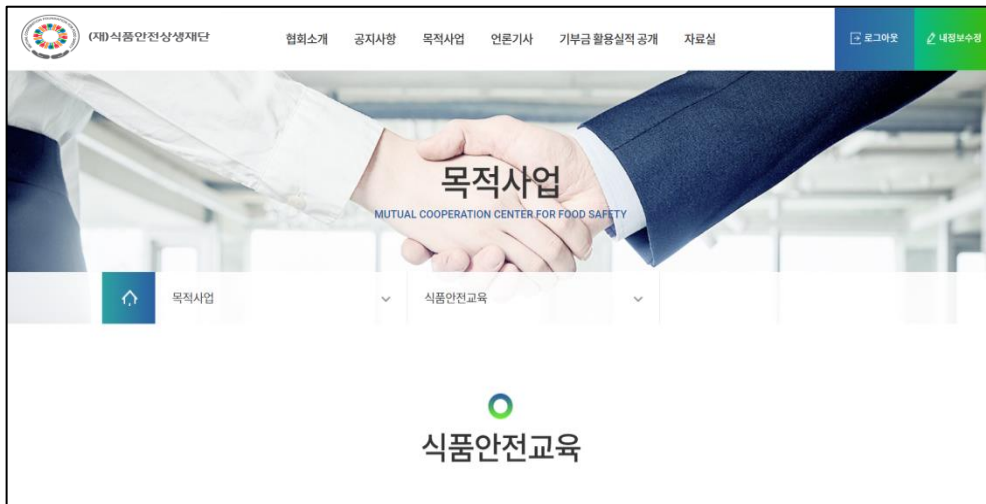 (재)식품안전상생재단
협회소개 공지사항 목적사업 언론기사 기부금 활용실적 공개 자료실
로그아웃 내정보수정
목적사업
MUTUAL COOPERATION CENTER FOR FOOD SAFETY
목적사업 식품안전교육
식품안전교육